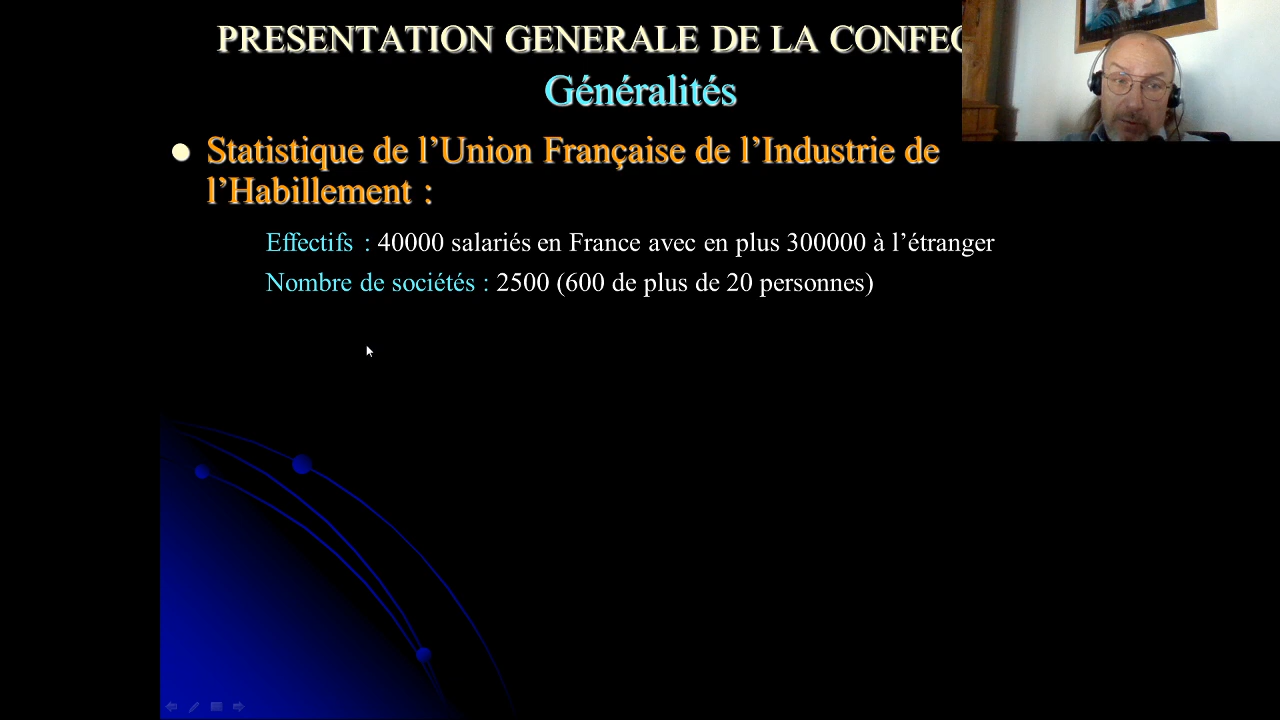 PRESENTATION GENERALE DE LA
Généralités
Statistique de l’Union Française de l’Industrie de
l’Habillement :
Effectifs : 40000 salariés en France avec en plus 300000 à l’étranger
Nombre de sociétés : 2500 (600 de plus de 20 personnes)